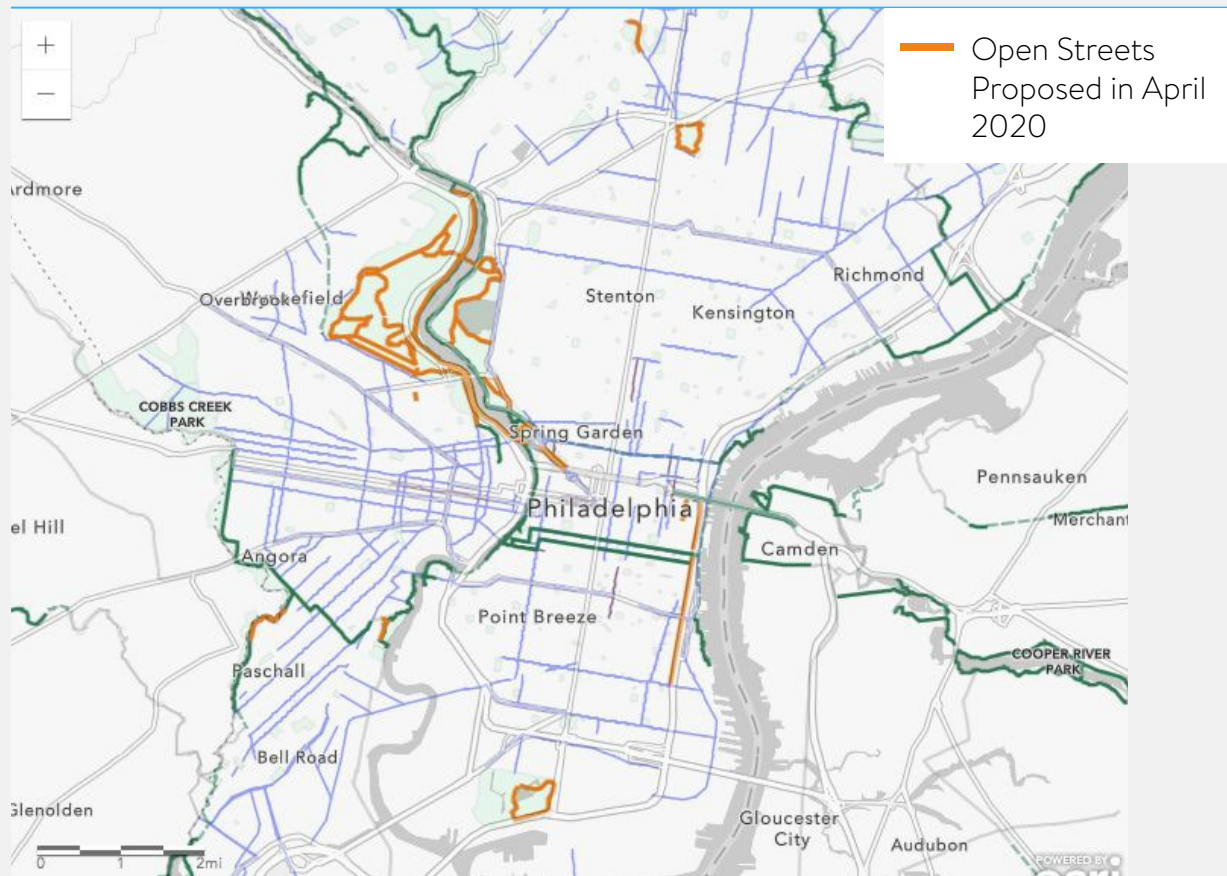 +
−
Open Streets
Proposed in April
2020
Ardmore
Richmond
Overbrook
Wynnefield
Stenton
Kensington
COBBS CREEK
PARK
Spring Garden
Pennsauken
Philadelphia
Merchant
el Hill
Angora
Camden
Point Breeze
COOPER RIVER
PARK
Paschall
Bell Road
Glenolden
Gloucester
City
Audubon
0 1 2mi
POWERED BY
esri